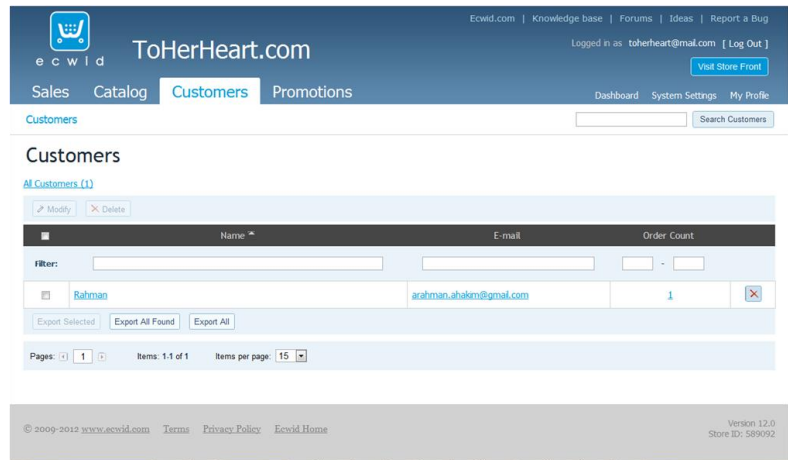 Ecwid.com | Knowledge base | Forums | Ideas | Report a Bug
ecwid
ToHerHeart.com
Logged in as toherheart@mail.com [ Log Out ]
Visit Store Front
Sales Catalog Customers Promotions
Dashboard System Settings My Profile
Customers
Search Customers
Customers
All Customers (1)
Modify Delete
Name E-mail Order Count
Filter: -
Rahman arahman.ahakim@gmail.com 1
Export Selected Export All Found Export All
Pages: 1 Items: 1-1 of 1 Items per page: 15
© 2009-2012 www.ecwid.com Terms Privacy Policy Ecwid Home
Version 12.0
Store ID: 589092